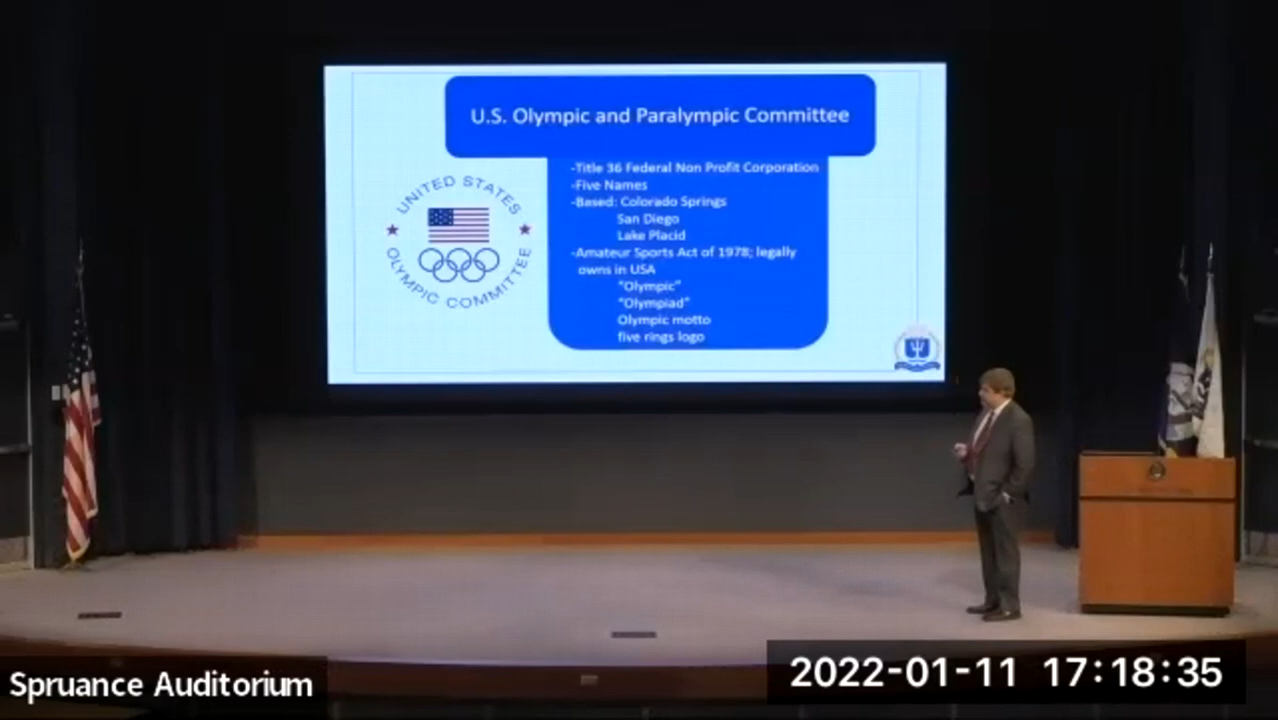 U.S. Olympic and Paralympic Committee
-Title 36 Federal Non Profit Corporation
-Five Names
-Based: Colorado Springs
San Diego
Lake Placid
-Amateur Sports Act of 1978; legally
owns in USA
"Olympic"
"Olympiad"
Olympic motto
five rings logo
UNITED STATES
OLYMPIC COMMITTEE
Spruance Auditorium
2022-01-11 17:18:35